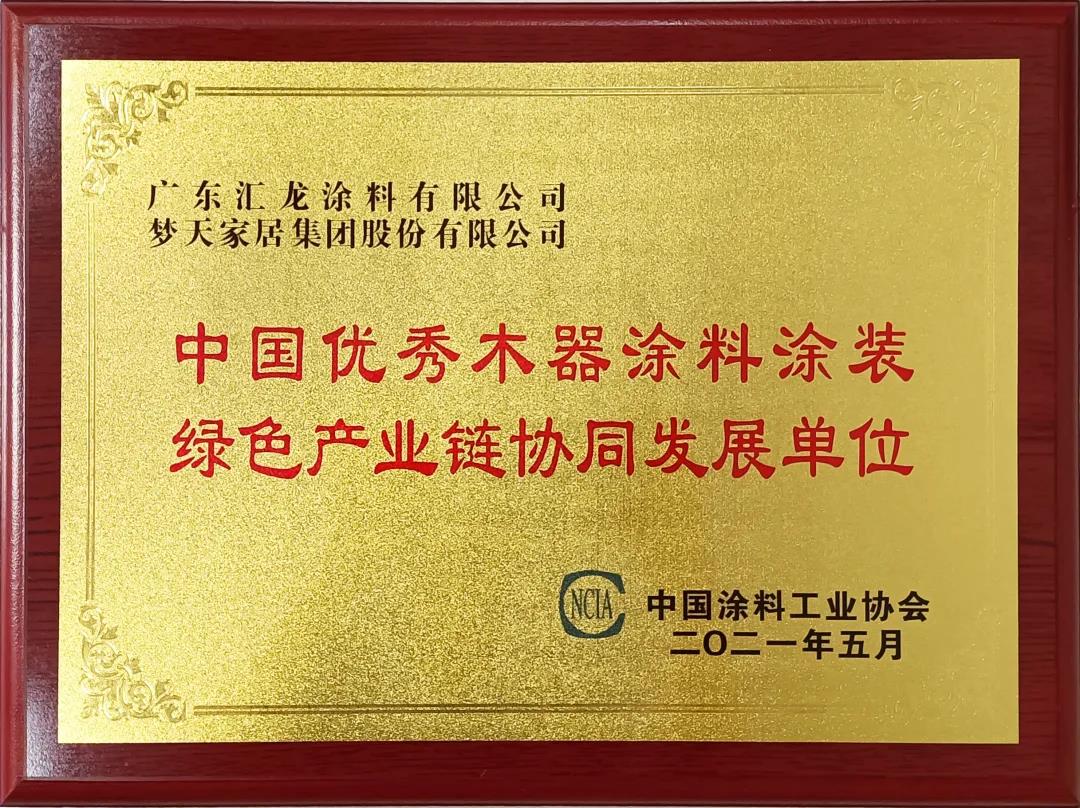 广东汇龙涂料有限公司
梦天家居集团股份有限公司
中国优秀木器涂料涂装
绿色产业链协同发展单位
NCIA
中国涂料工业协会
二〇二一年五月